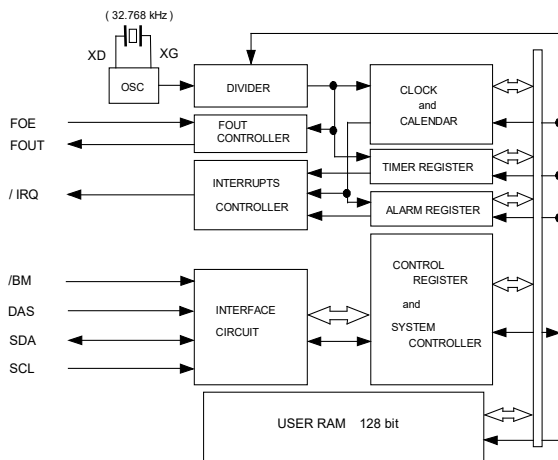 ( 32.768 kHz )
XD
XG
OSC
DIVIDER
CLOCK
and
CALENDAR
FOE
FOUT
FOUT
CONTROLLER
TIMER REGISTER
/ IRQ
INTERRUPTS
CONTROLLER
ALARM REGISTER
/BM
DAS
SDA
SCL
INTERFACE
CIRCUIT
CONTROL
REGISTER
and
SYSTEM
CONTROLLER
USER RAM 128 bit